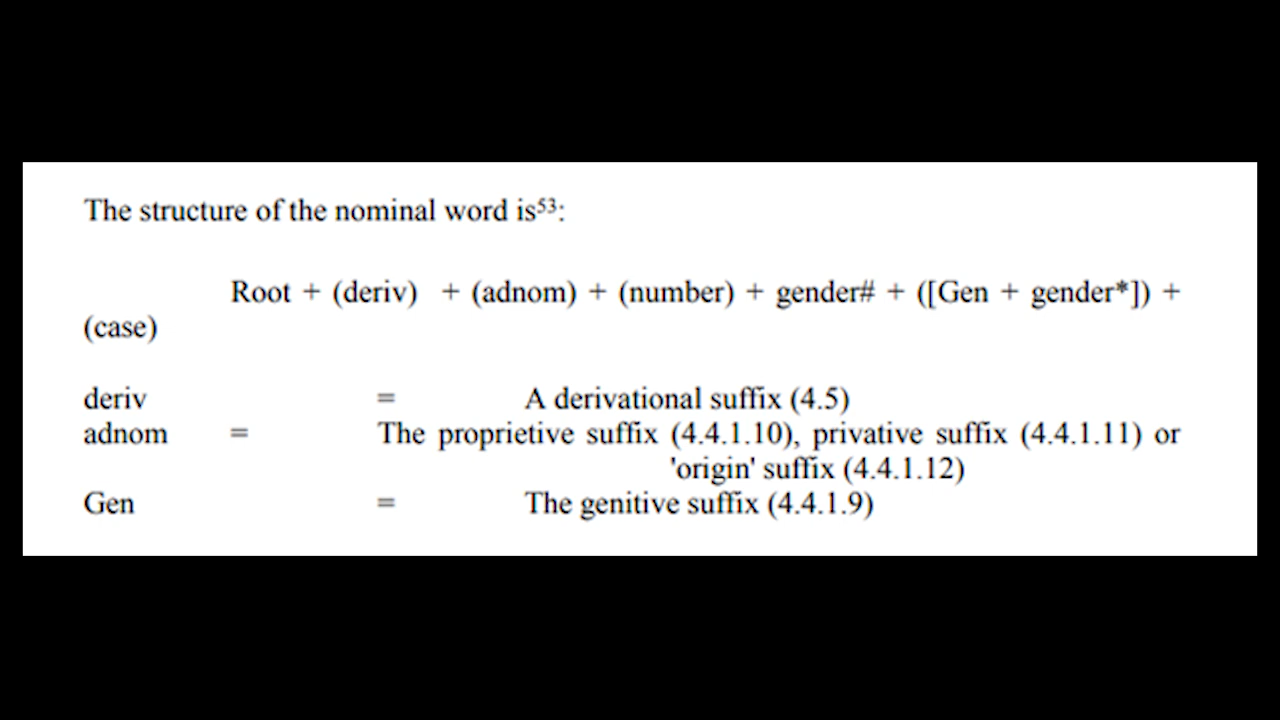 The structure of the nominal word is⁵³:
Root + (deriv) + (adnom) + (number) + gender# + ([Gen + gender*]) +
(case)
deriv = A derivational suffix (4.5)
adnom = The proprietive suffix (4.4.1.10), privative suffix (4.4.1.11) or
'origin' suffix (4.4.1.12)
Gen = The genitive suffix (4.4.1.9)